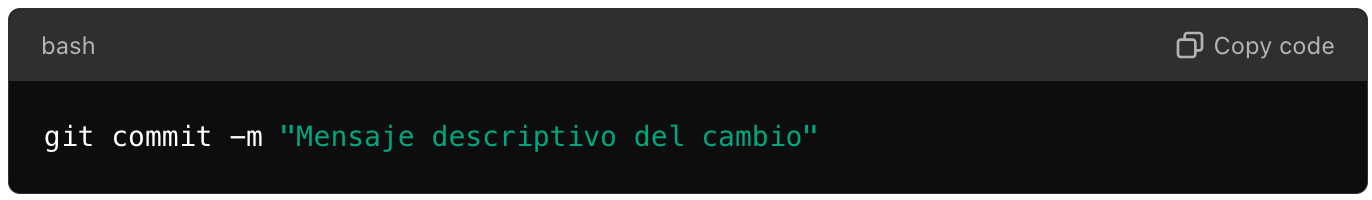 bash
Copy code
git commit -m "Mensaje descriptivo del cambio"